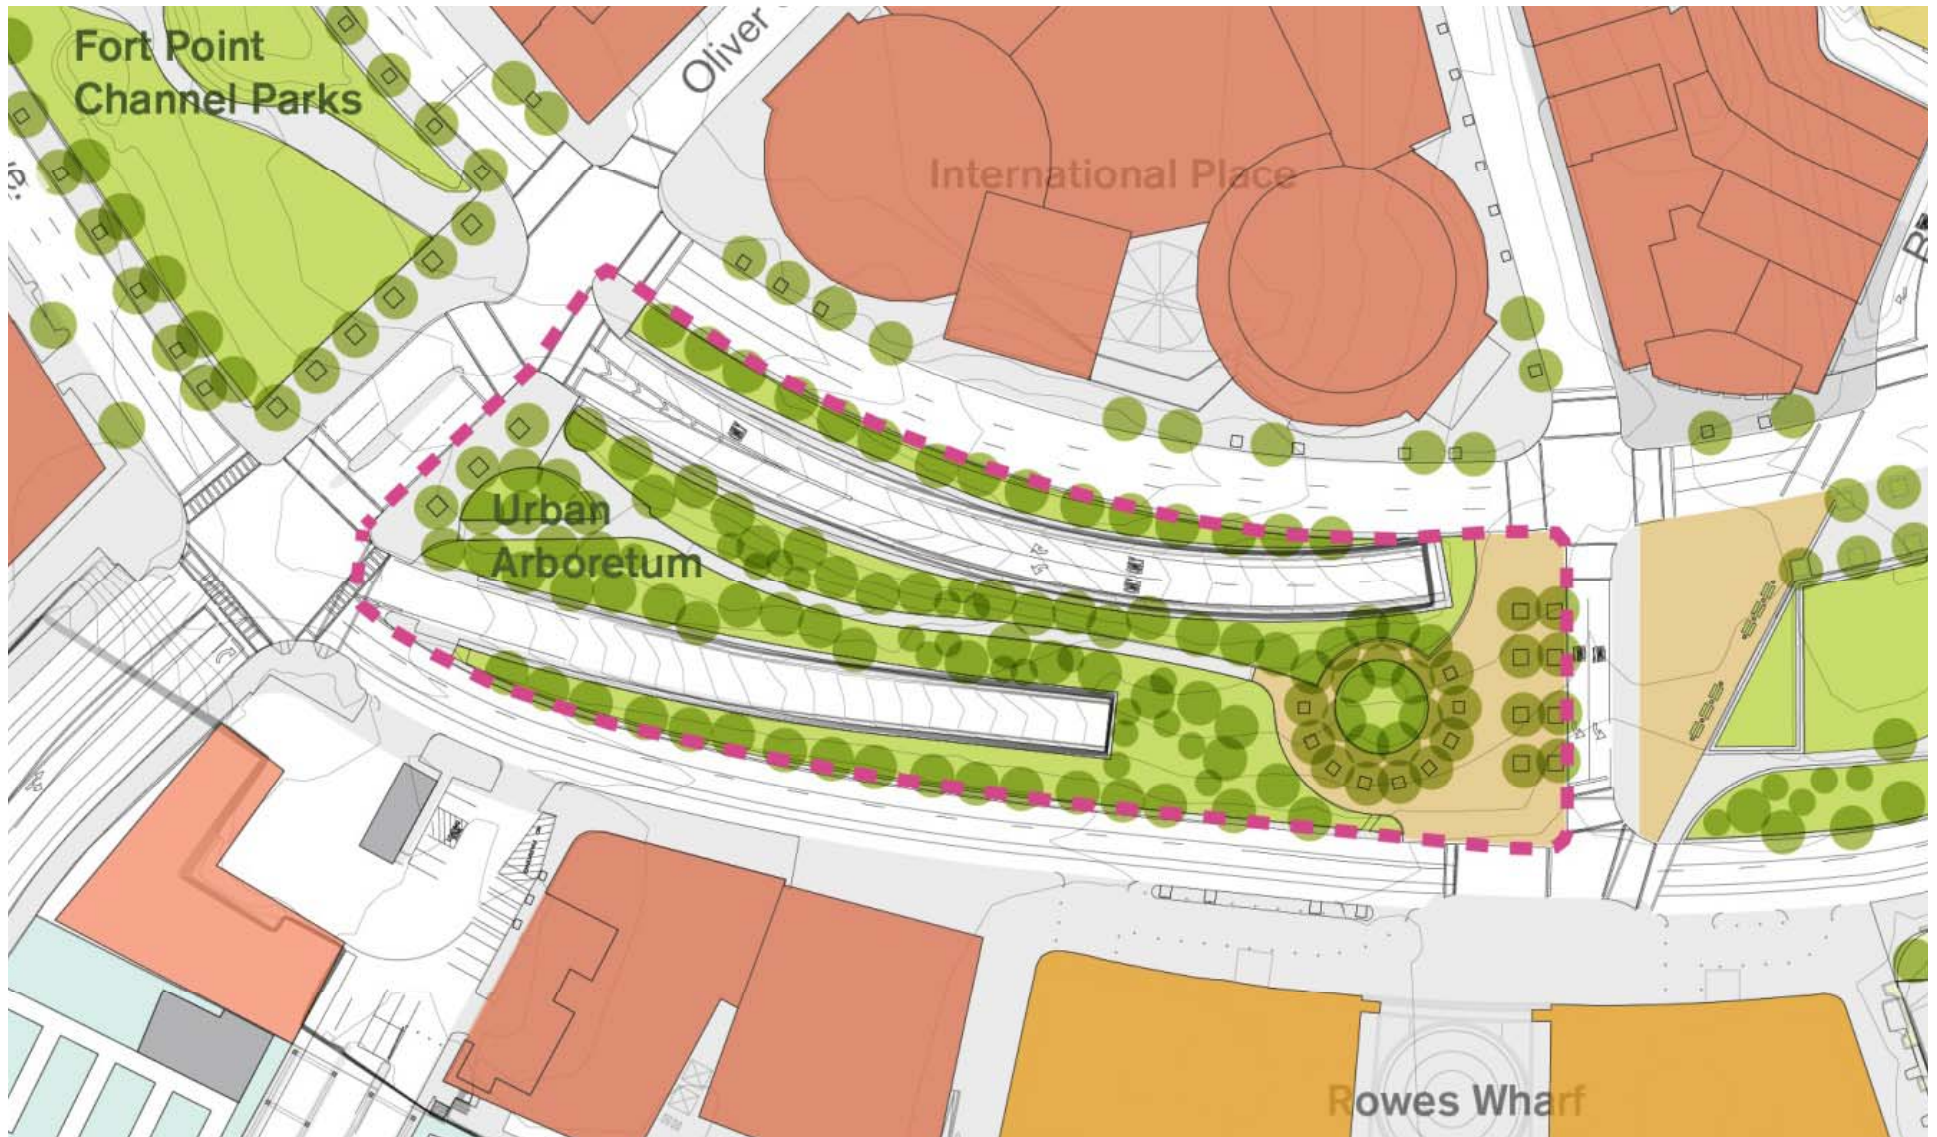 Fort Point
Channel Parks
Oliver
International Place
Urban
Arboretum
Rowes Wharf